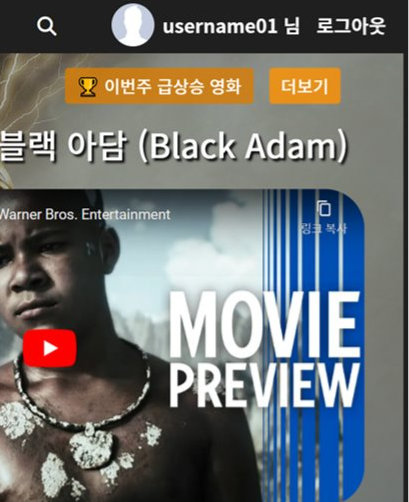 username01 님 로그아웃
이번주 급상승 영화 더보기
블랙 아담 (Black Adam)
Warner Bros. Entertainment
링크 복사
MOVIE
PREVIEW